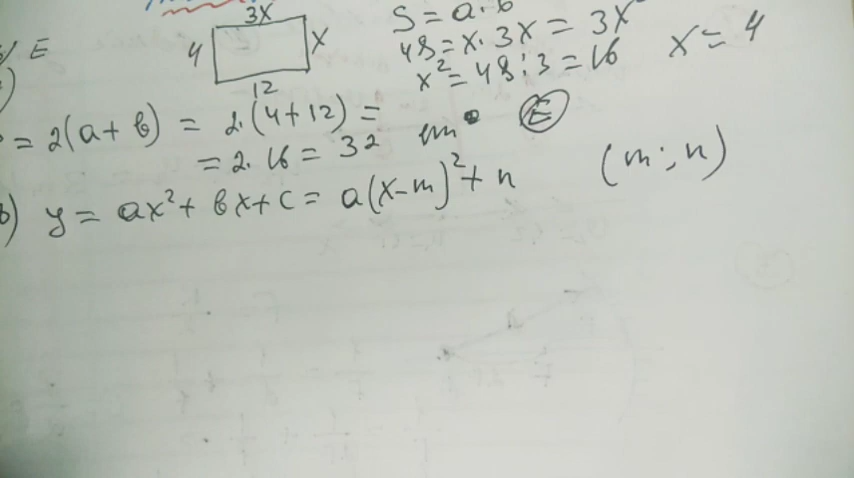 3x
S = a · b
E
4
x
48 = x · 3x = 3x
12
x² = 48 : 3 = 16
x = 4
= 2(a + b) = 2 · (4 + 12) =
= 2 · 16 = 32
E
b) y = ax² + bx + c = a(x - m)² + n
(m ; n)